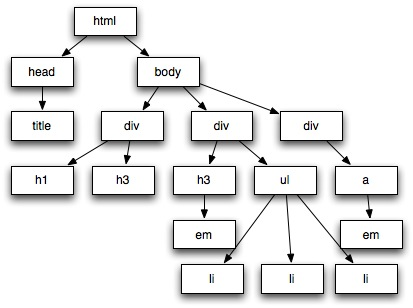 html
head
body
title
div
div
div
h1
h3
h3
ul
a
em
em
li
li
li